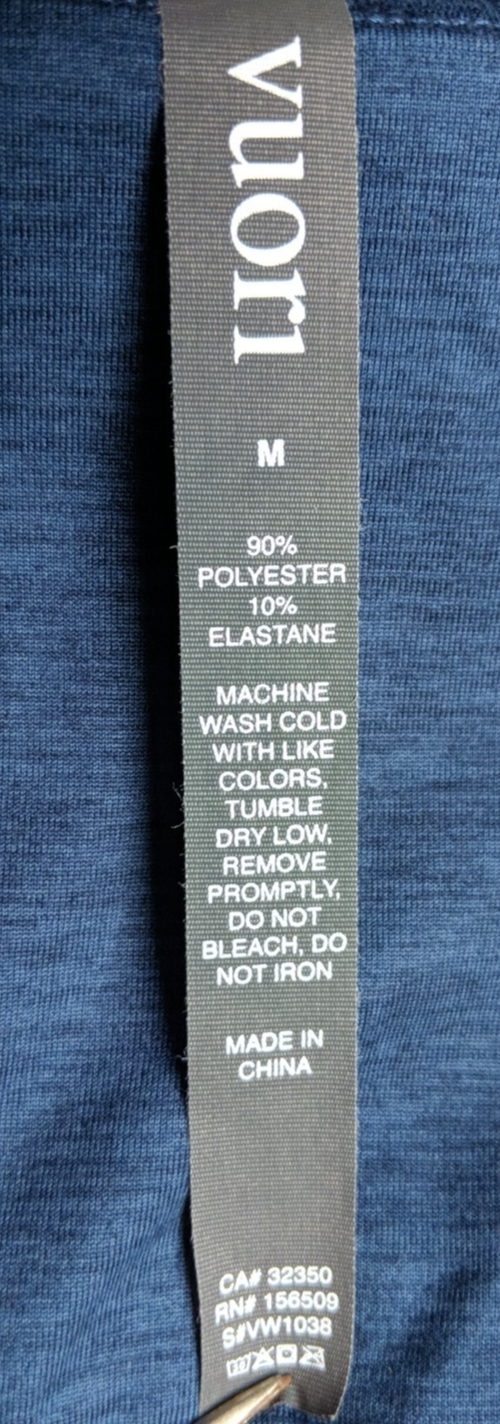 vuori
M
90%
POLYESTER
10%
ELASTANE
MACHINE
WASH COLD
WITH LIKE
COLORS,
TUMBLE
DRY LOW,
REMOVE
PROMPTLY,
DO NOT
BLEACH, DO
NOT IRON
MADE IN
CHINA
CA# 32350
RN# 156509
S#VW1038